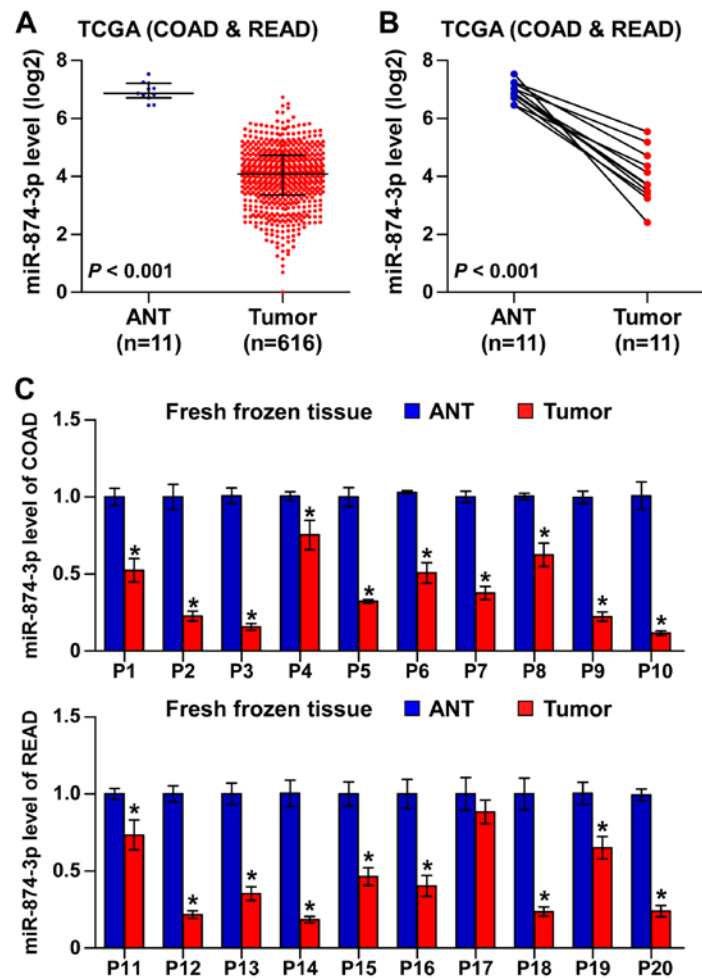 A
TCGA (COAD & READ)
miR-874-3p level (log2)
8
6
4
2
0
P < 0.001
ANT
(n=11)
Tumor
(n=616)
B
TCGA (COAD & READ)
miR-874-3p level (log2)
8
6
4
2
0
P < 0.001
ANT
(n=11)
Tumor
(n=11)
C
Fresh frozen tissue ANT Tumor
miR-874-3p level of COAD
1.5
1.0
0.5
0
* * * * * * * * * *
P1 P2 P3 P4 P5 P6 P7 P8 P9 P10
Fresh frozen tissue ANT Tumor
miR-874-3p level of READ
1.5
1.0
0.5
0
* * * * * * * * *
P11 P12 P13 P14 P15 P16 P17 P18 P19 P20